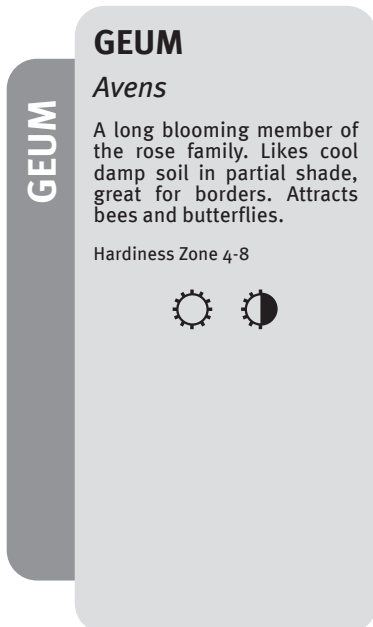 GEUM
GEUM
Avens
A long blooming member of
the rose family. Likes cool
damp soil in partial shade,
great for borders. Attracts
bees and butterflies.
Hardiness Zone 4-8